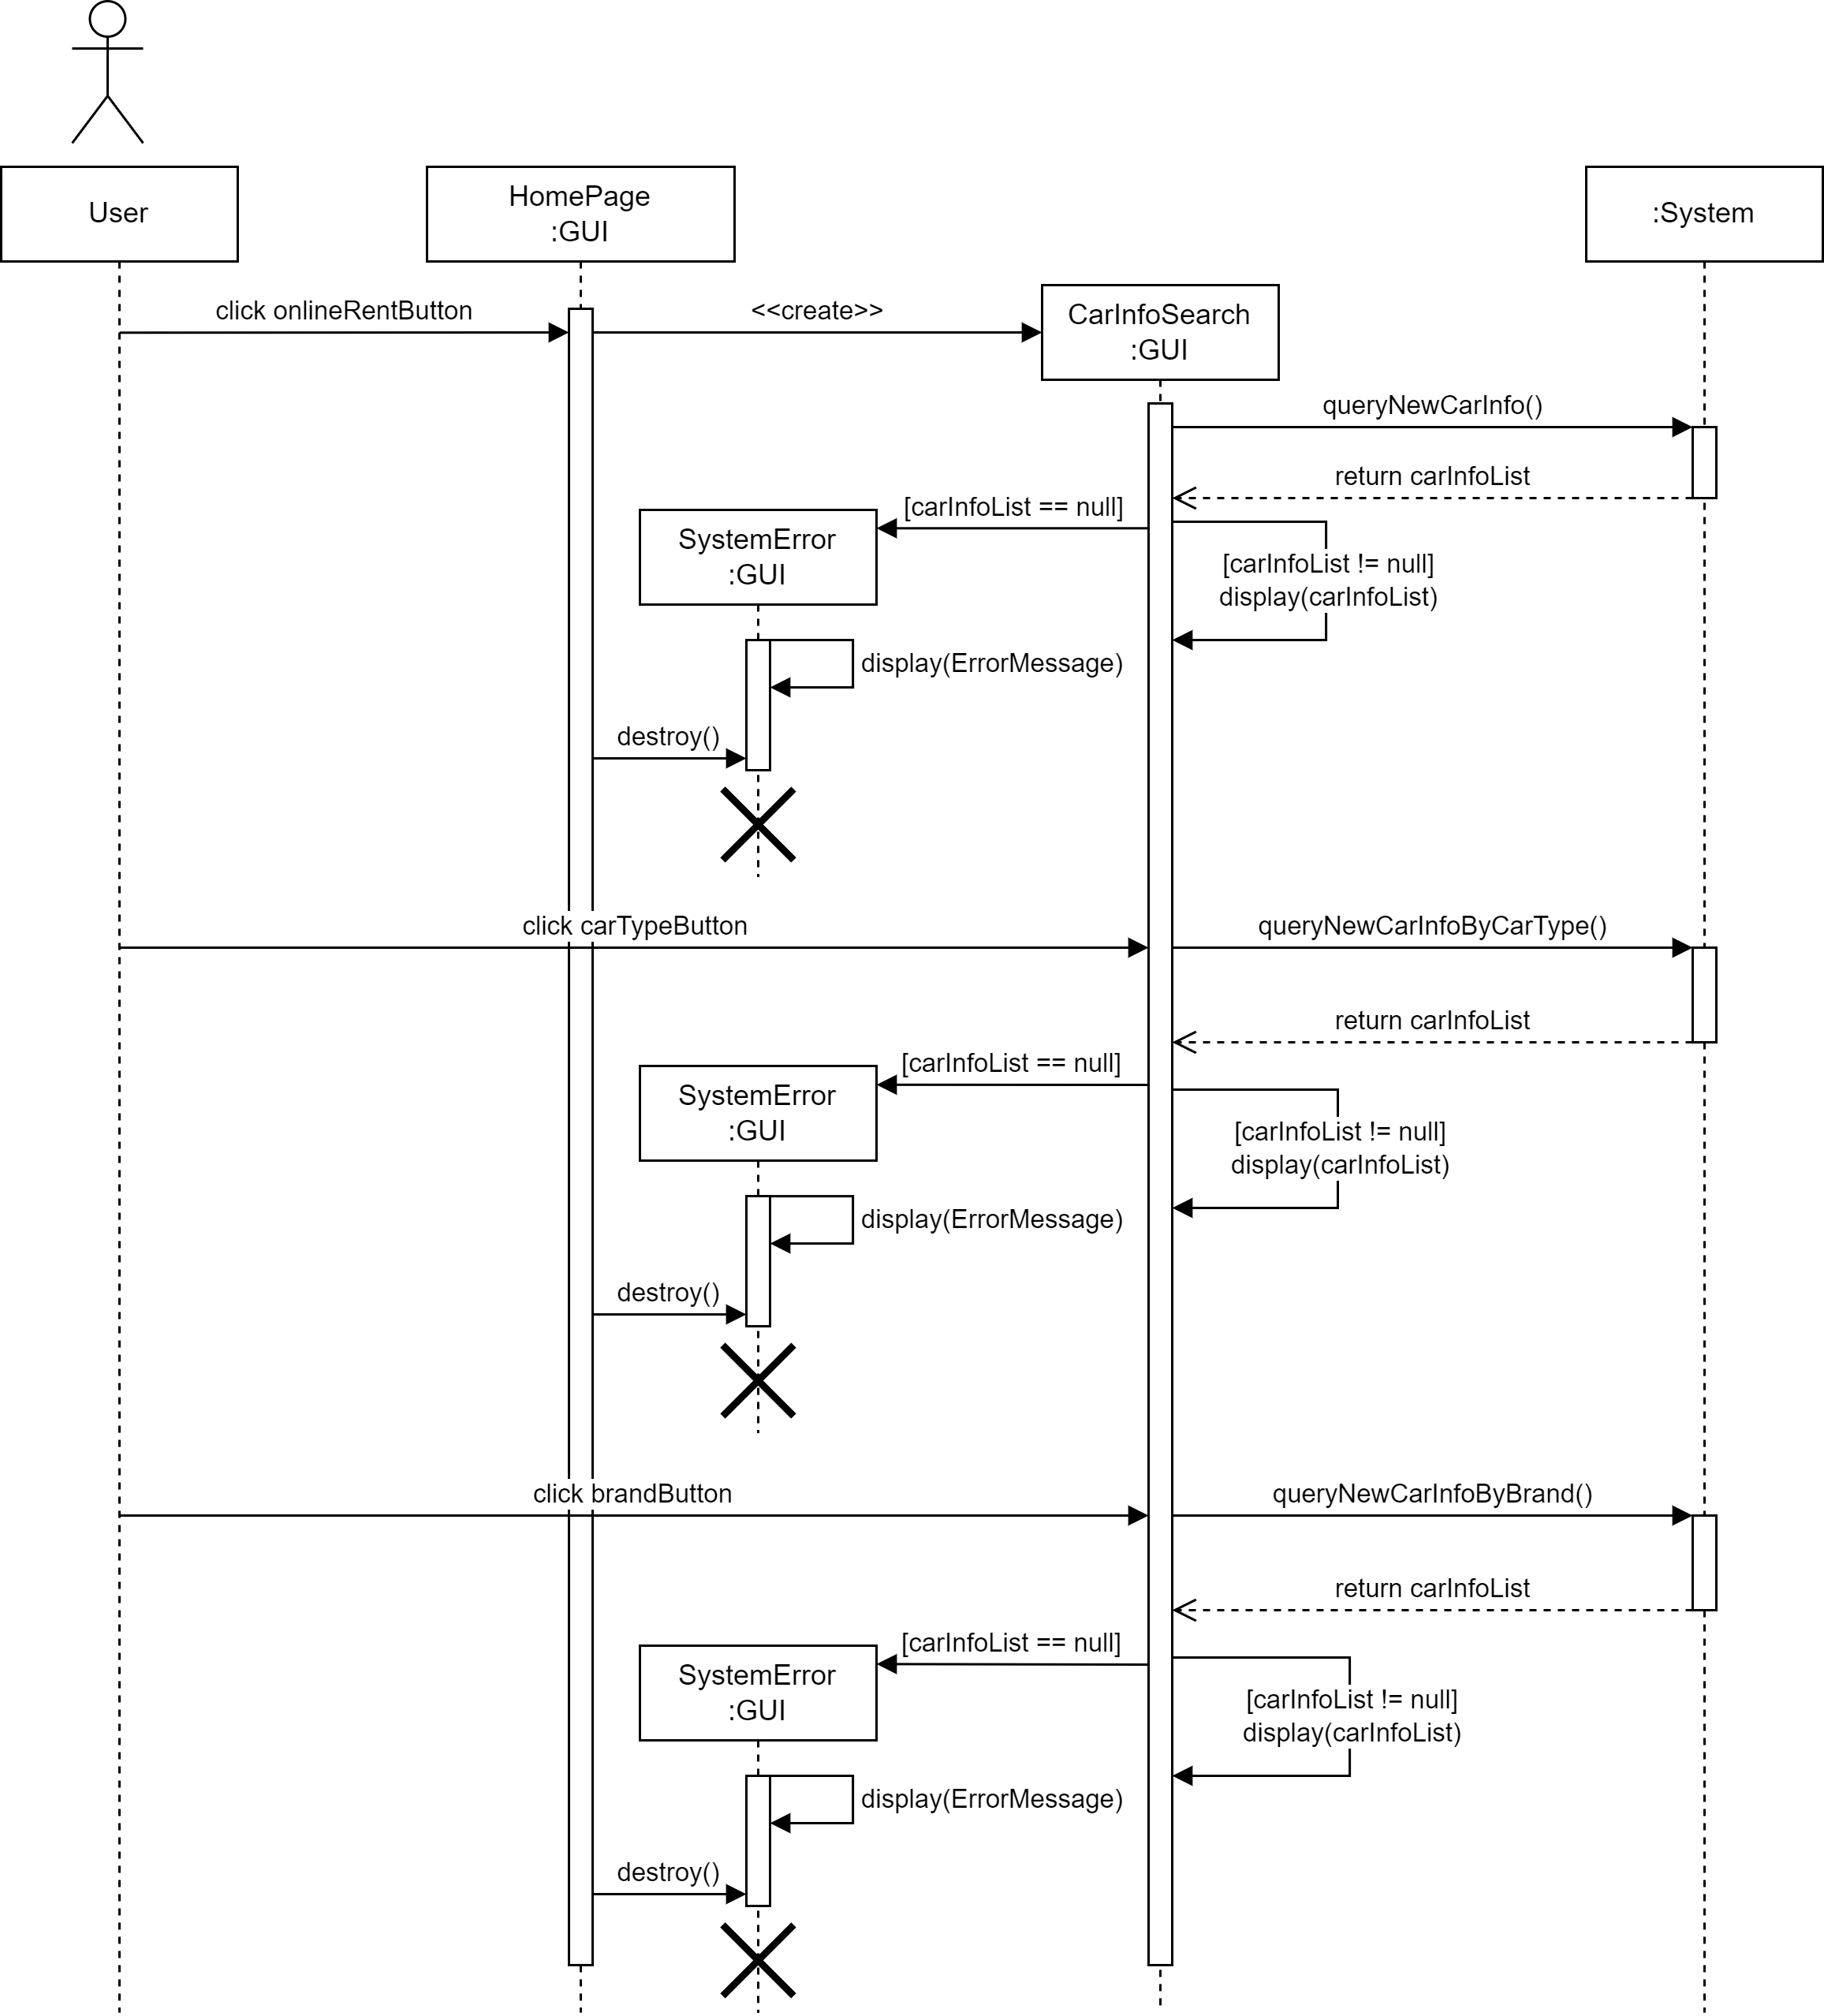 User
HomePage
:GUI
:System
click onlineRentButton
<<create>>
CarInfoSearch
:GUI
queryNewCarInfo()
return carInfoList
[carInfoList == null]
SystemError
:GUI
[carInfoList != null]
display(carInfoList)
display(ErrorMessage)
destroy()
click carTypeButton
queryNewCarInfoByCarType()
return carInfoList
[carInfoList == null]
SystemError
:GUI
[carInfoList != null]
display(carInfoList)
display(ErrorMessage)
destroy()
click brandButton
queryNewCarInfoByBrand()
return carInfoList
[carInfoList == null]
SystemError
:GUI
[carInfoList != null]
display(carInfoList)
display(ErrorMessage)
destroy()